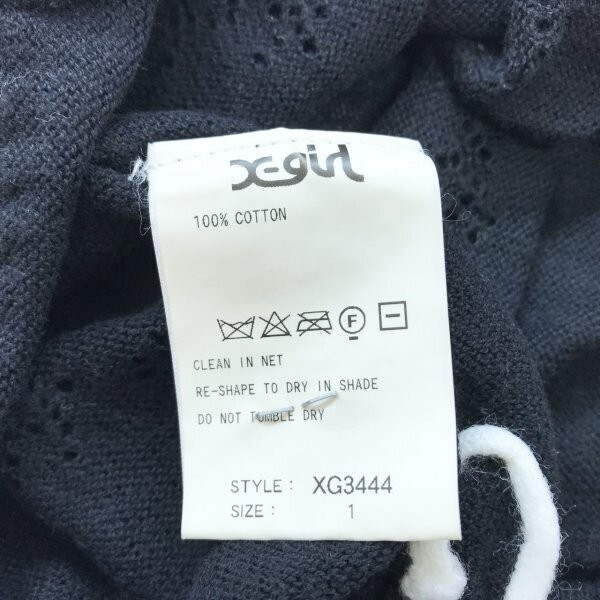 X-girl
100% COTTON
F
CLEAN IN NET
RE-SHAPE TO DRY IN SHADE
DO NOT TUMBLE DRY
STYLE: XG3444
SIZE: 1